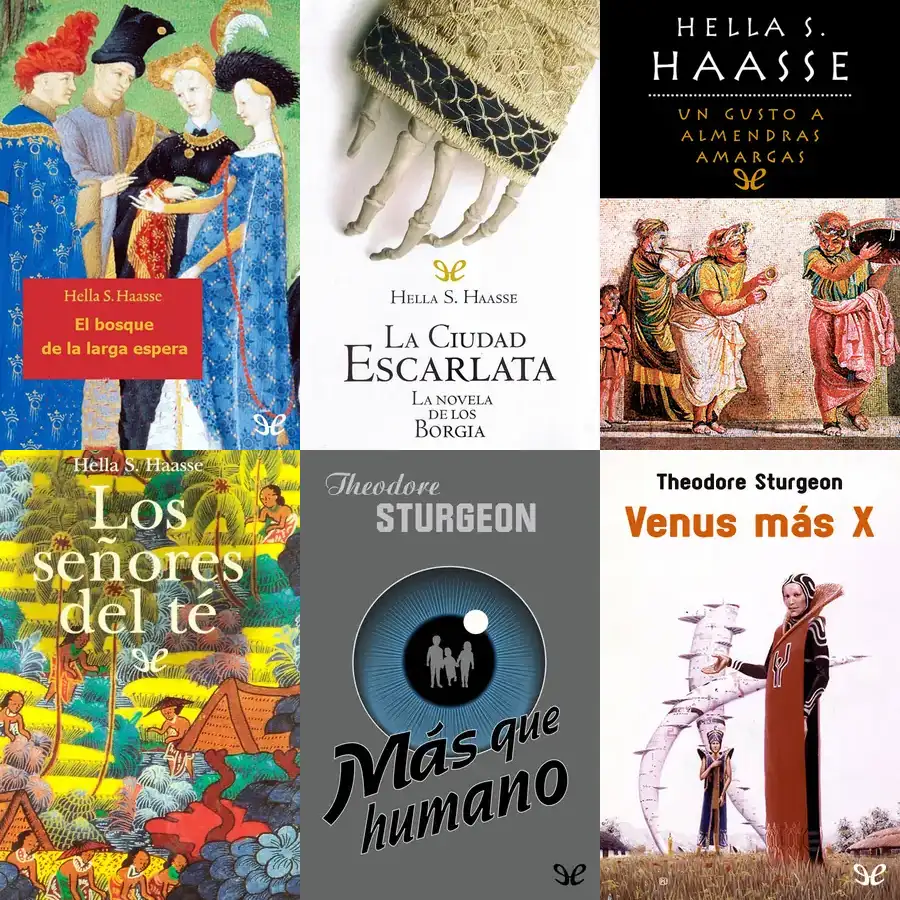 Hella S. Haasse
El bosque
de la larga espera
HELLA S. HAASSE
LA CIUDAD
ESCARLATA
LA NOVELA
DE LOS
BORGIA
HELLA S.
HAASSE
UN GUSTO A
ALMENDRAS
AMARGAS
Hella S. Haasse
Los
señores
del té
Theodore
STURGEON
Más que
humano
Theodore Sturgeon
Venus más X